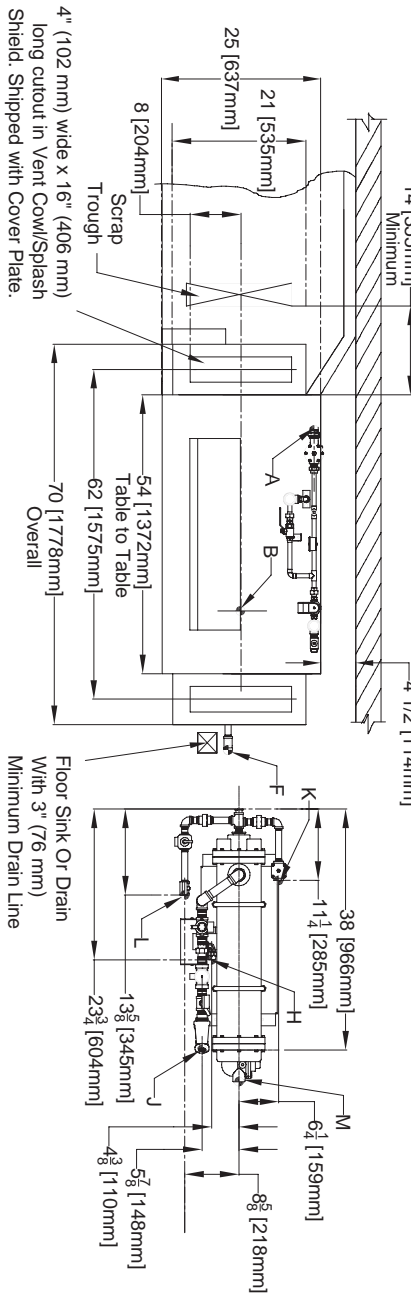 Minimum
4 1/2 [114mm]
25 [637mm]
21 [535mm]
8 [204mm]
Scrap
Trough
4" (102 mm) wide x 16" (406 mm)
long cutout in Vent Cowl/Splash
Shield. Shipped with Cover Plate.
A
B
54 [1372mm]
Table to Table
62 [1575mm]
70 [1778mm]
Overall
F
Floor Sink Or Drain
With 3" (76 mm)
Minimum Drain Line
K
38 [966mm]
11 1/4 [285mm]
M
6 1/4 [159mm]
H
L
J
13 5/8 [345mm]
23 3/4 [604mm]
8 5/8 [218mm]
5 7/8 [148mm]
4 3/8 [110mm]